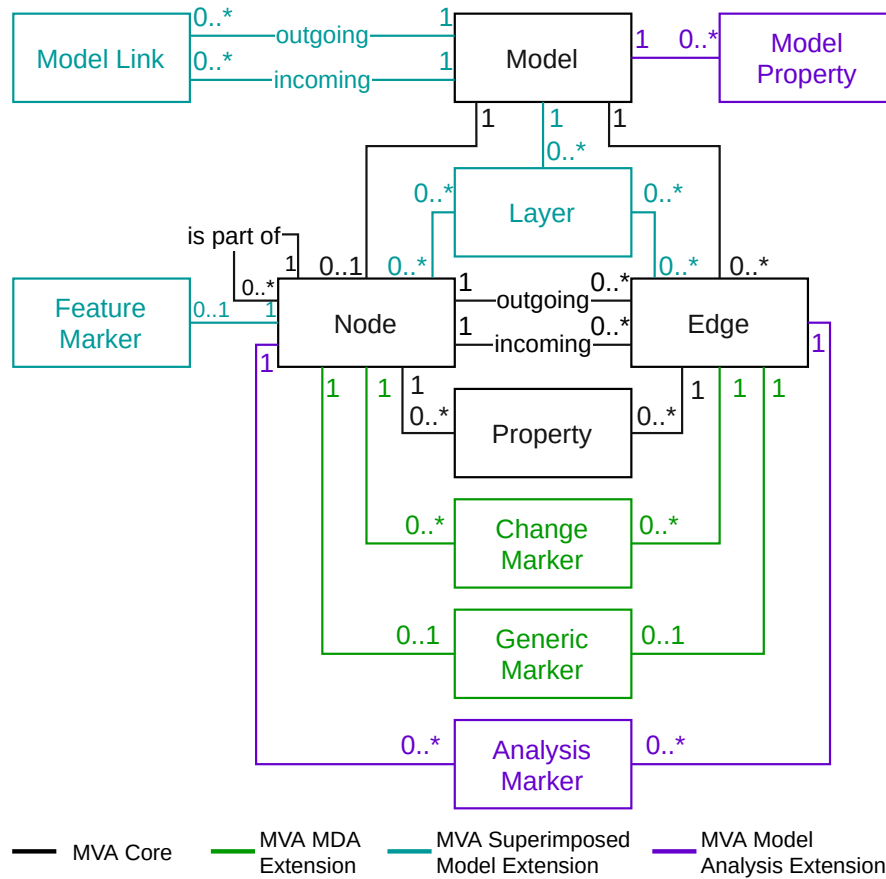 0..* outgoing 1
Model Link
0..* incoming 1
Model
1 0..*
Model
Property
1 1 1
0..*
0..* Layer 0..*
is part of
1 0..1 0..* 0..* 0..*
0..*
Feature
Marker
0..1 1
Node
1 outgoing 0..*
1 incoming 0..*
Edge
1 1
1 1 1 1 1 1
0..* Property 0..*
0..* Change
Marker 0..*
0..1 Generic
Marker 0..1
0..* Analysis
Marker 0..*
MVA Core
MVA MDA
Extension
MVA Superimposed
Model Extension
MVA Model
Analysis Extension